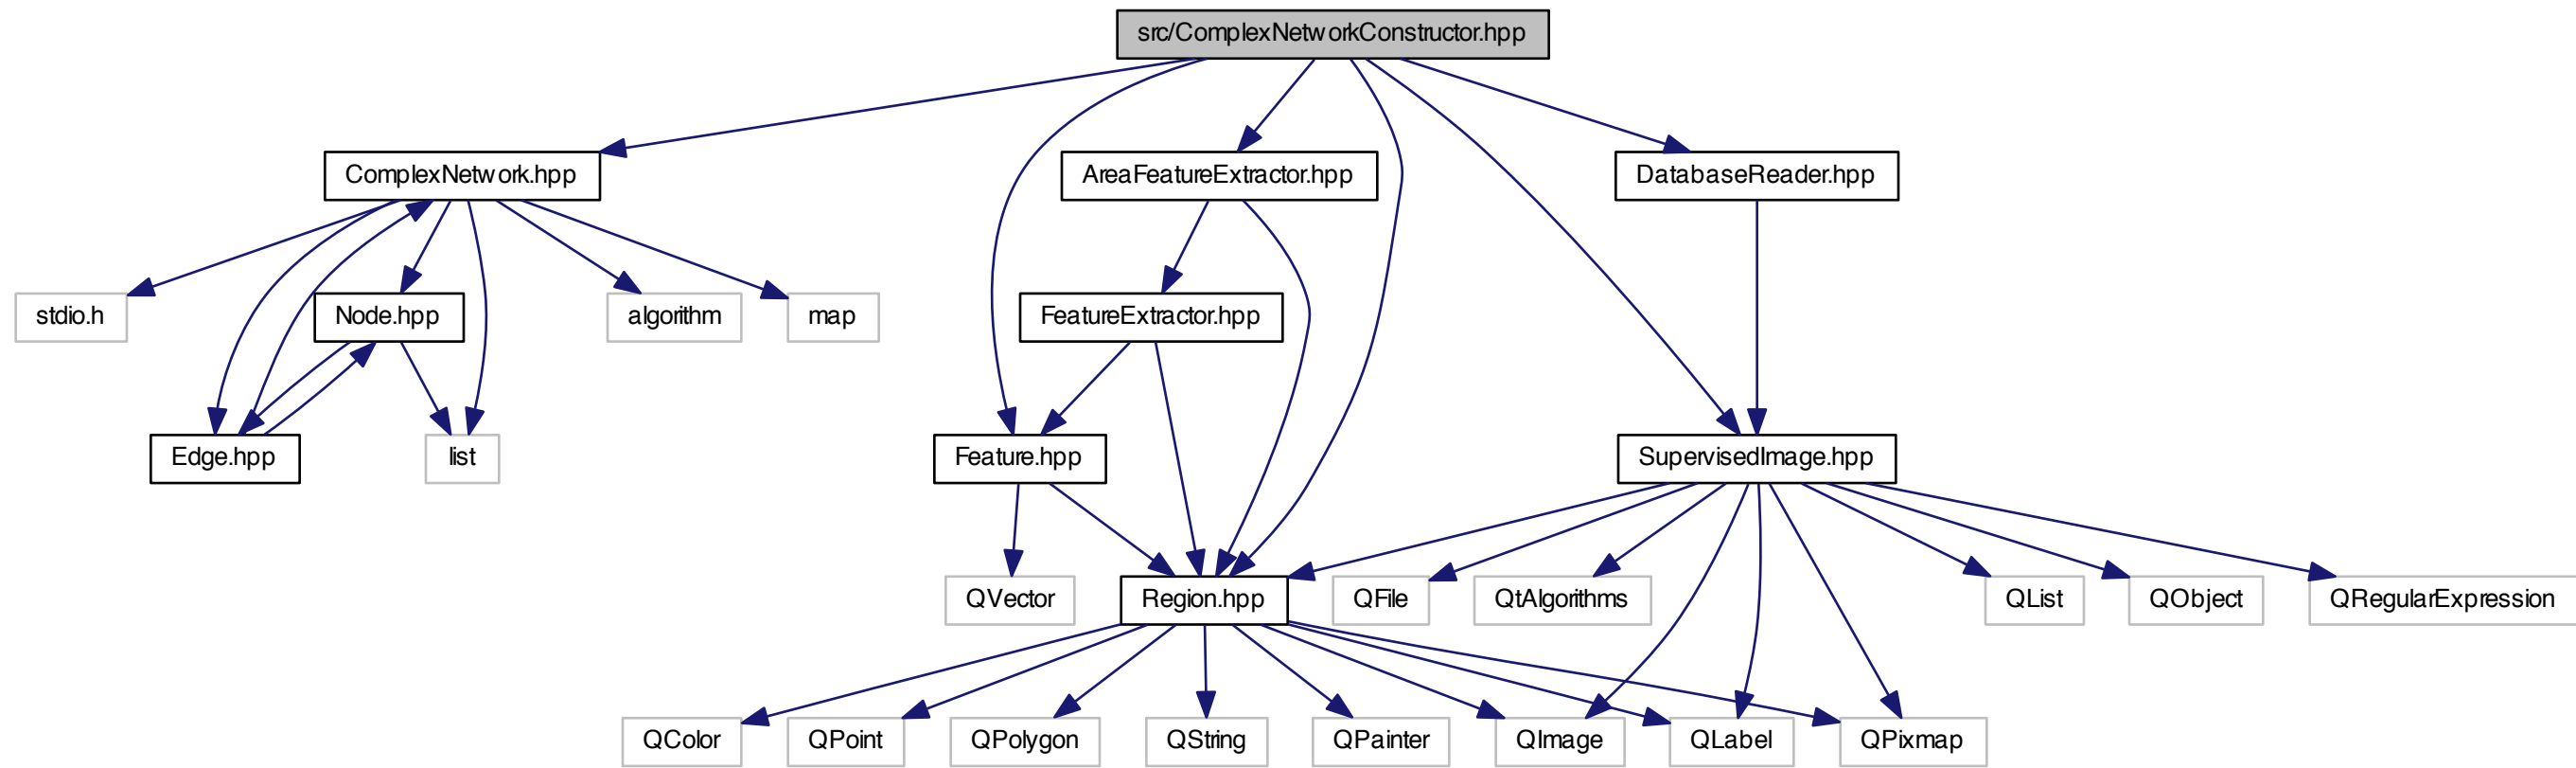 src/ComplexNetworkConstructor.hpp
ComplexNetwork.hpp
AreaFeatureExtractor.hpp
DatabaseReader.hpp
stdio.h
Node.hpp
algorithm
map
FeatureExtractor.hpp
Edge.hpp
list
Feature.hpp
SupervisedImage.hpp
QVector
Region.hpp
QFile
QtAlgorithms
QList
QObject
QRegularExpression
QColor
QPoint
QPolygon
QString
QPainter
QImage
QLabel
QPixmap